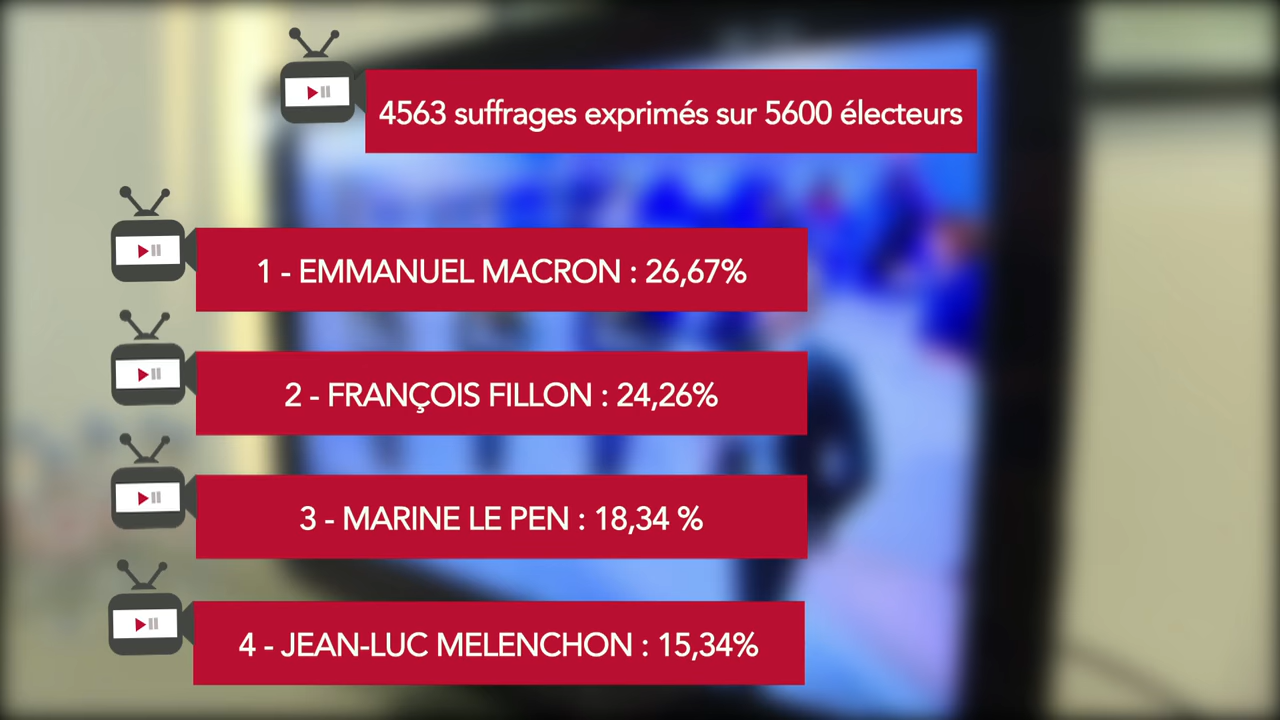 4563 suffrages exprimés sur 5600 électeurs
1 - EMMANUEL MACRON : 26,67%
2 - FRANÇOIS FILLON : 24,26%
3 - MARINE LE PEN : 18,34 %
4 - JEAN-LUC MELENCHON : 15,34%